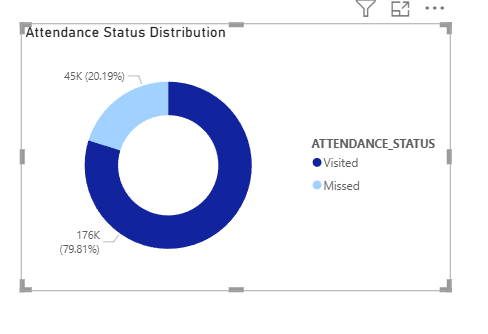 Attendance Status Distribution
45K (20.19%)
176K
(79.81%)
ATTENDANCE_STATUS
Visited
Missed